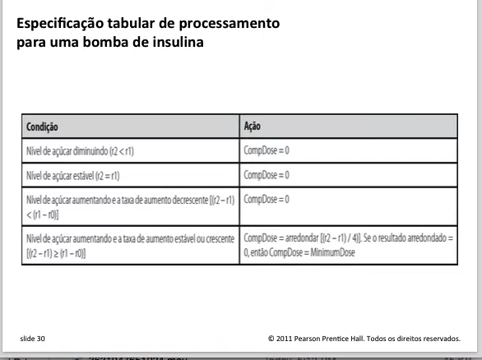 Especificação tabular de processamento
para uma bomba de insulina
Condição
Ação
Nível de açúcar diminuindo (r2 < r1)
CompDose = 0
Nível de açúcar estável (r2 = r1)
CompDose = 0
Nível de açúcar aumentando e a taxa de aumento decrescente [(r2 – r1)
< (r1 – r0)]
CompDose = 0
Nível de açúcar aumentando e a taxa de aumento estável ou crescente
[(r2 – r1) ≥ (r1 – r0)]
CompDose = arredondar [(r2 – r1) / 4)]. Se o resultado arredondado =
0, então CompDose = MinimumDose
slide 30
© 2011 Pearson Prentice Hall. Todos os direitos reservados.